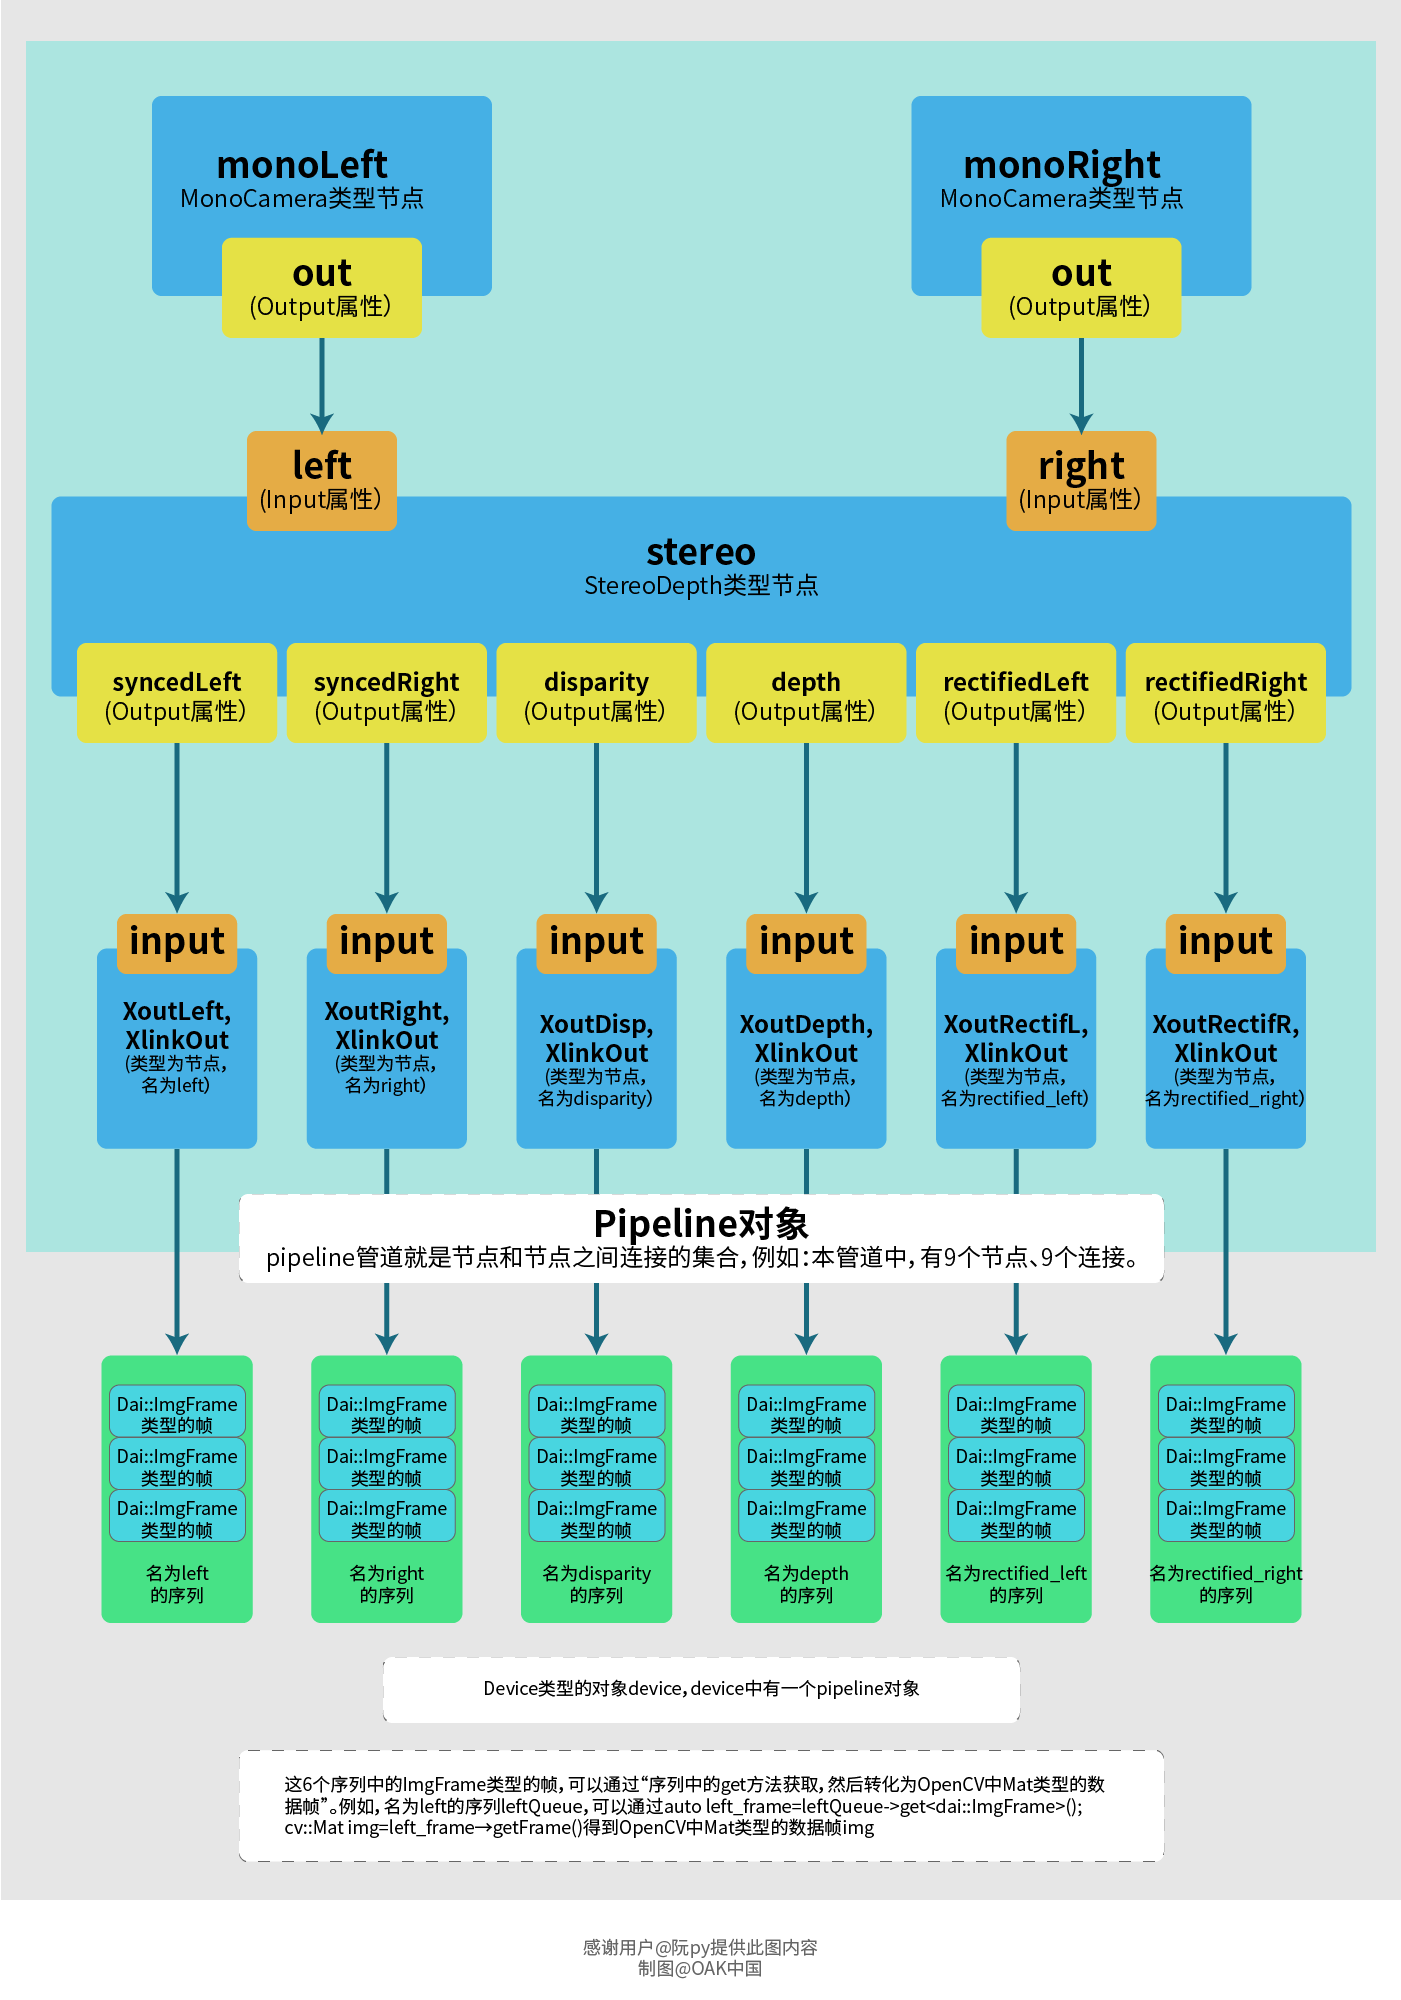 monoLeft
MonoCamera类型节点
out
(Output属性)
monoRight
MonoCamera类型节点
out
(Output属性)
left
(Input属性)
right
(Input属性)
stereo
StereoDepth类型节点
syncedLeft
(Output属性)
syncedRight
(Output属性)
disparity
(Output属性)
depth
(Output属性)
rectifiedLeft
(Output属性)
rectifiedRight
(Output属性)
input
XoutLeft,
XlinkOut
(类型为节点,
名为left)
input
XoutRight,
XlinkOut
(类型为节点,
名为right)
input
XoutDisp,
XlinkOut
(类型为节点,
名为disparity)
input
XoutDepth,
XlinkOut
(类型为节点,
名为depth)
input
XoutRectifL,
XlinkOut
(类型为节点,
名为rectified_left)
input
XoutRectifR,
XlinkOut
(类型为节点,
名为rectified_right)
Pipeline对象
pipeline管道就是节点和节点之间连接的集合，例如：本管道中，有9个节点、9个连接。
Dai::ImgFrame
类型的帧
Dai::ImgFrame
类型的帧
Dai::ImgFrame
类型的帧
名为left
的序列
Dai::ImgFrame
类型的帧
Dai::ImgFrame
类型的帧
Dai::ImgFrame
类型的帧
名为right
的序列
Dai::ImgFrame
类型的帧
Dai::ImgFrame
类型的帧
Dai::ImgFrame
类型的帧
名为disparity
的序列
Dai::ImgFrame
类型的帧
Dai::ImgFrame
类型的帧
Dai::ImgFrame
类型的帧
名为depth
的序列
Dai::ImgFrame
类型的帧
Dai::ImgFrame
类型的帧
Dai::ImgFrame
类型的帧
名为rectified_left
的序列
Dai::ImgFrame
类型的帧
Dai::ImgFrame
类型的帧
Dai::ImgFrame
类型的帧
名为rectified_right
的序列
Device类型的对象device，device中有一个pipeline对象
这6个序列中的ImgFrame类型的帧，可以通过“序列中的get方法获取，然后转化为OpenCV中Mat类型的数
据帧”。例如，名为left的序列leftQueue，可以通过auto left_frame=leftQueue->get<dai::ImgFrame>();
cv::Mat img=left_frame→getFrame()得到OpenCV中Mat类型的数据帧img
感谢用户@阮py提供此图内容
制图@OAK中国